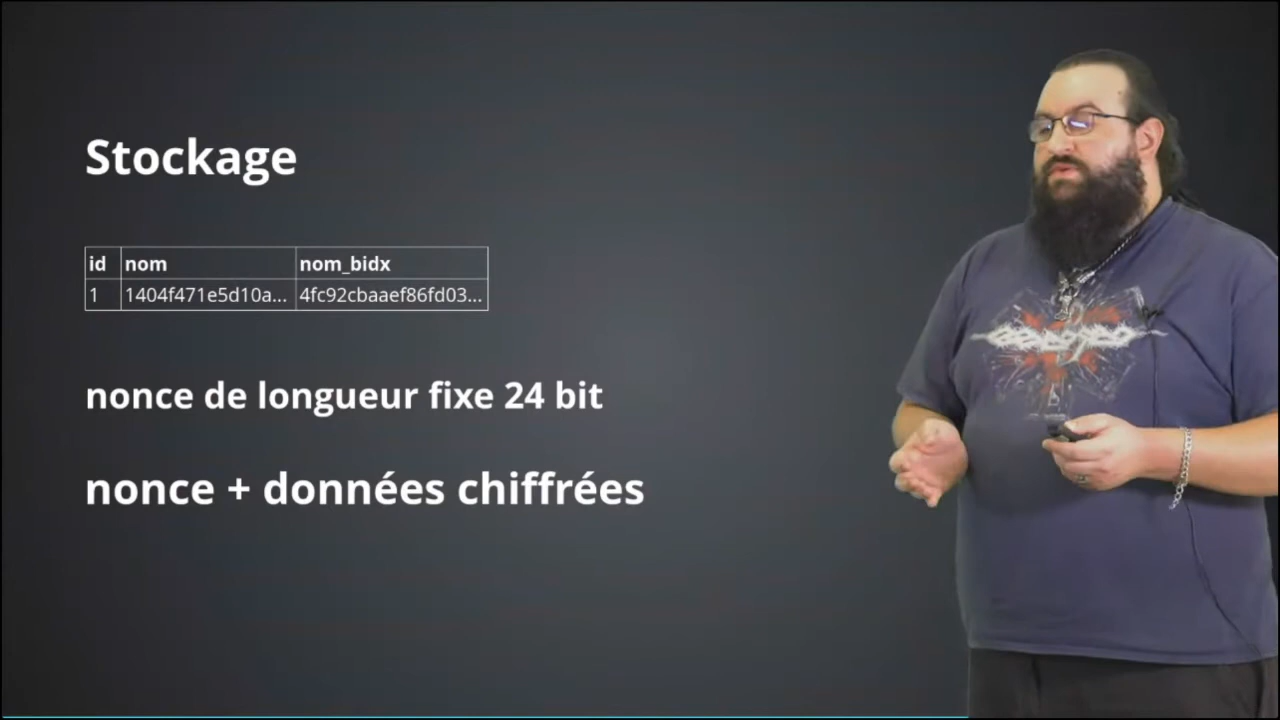 Stockage
id nom nom_bidx
1 1404f471e5d10a... 4fc92cbaaef86fd03...
nonce de longueur fixe 24 bit
nonce + données chiffrées